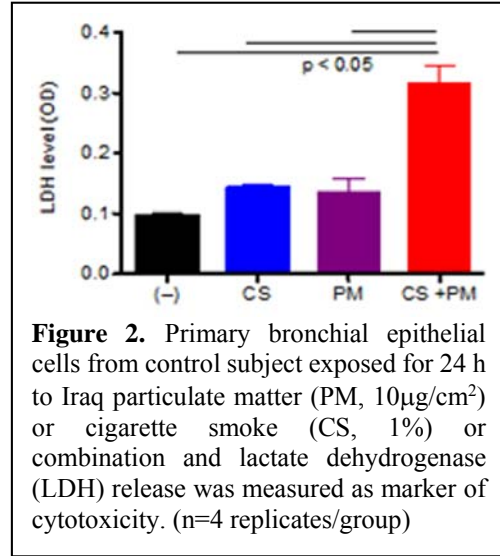 0.4
p < 0.05
0.3
LDH level (OD)
0.2
0.1
0.0
(–) CS PM CS +PM
Figure 2. Primary bronchial epithelial
cells from control subject exposed for 24 h
to Iraq particulate matter (PM, 10μg/cm²)
or cigarette smoke (CS, 1%) or
combination and lactate dehydrogenase
(LDH) release was measured as marker of
cytotoxicity. (n=4 replicates/group)